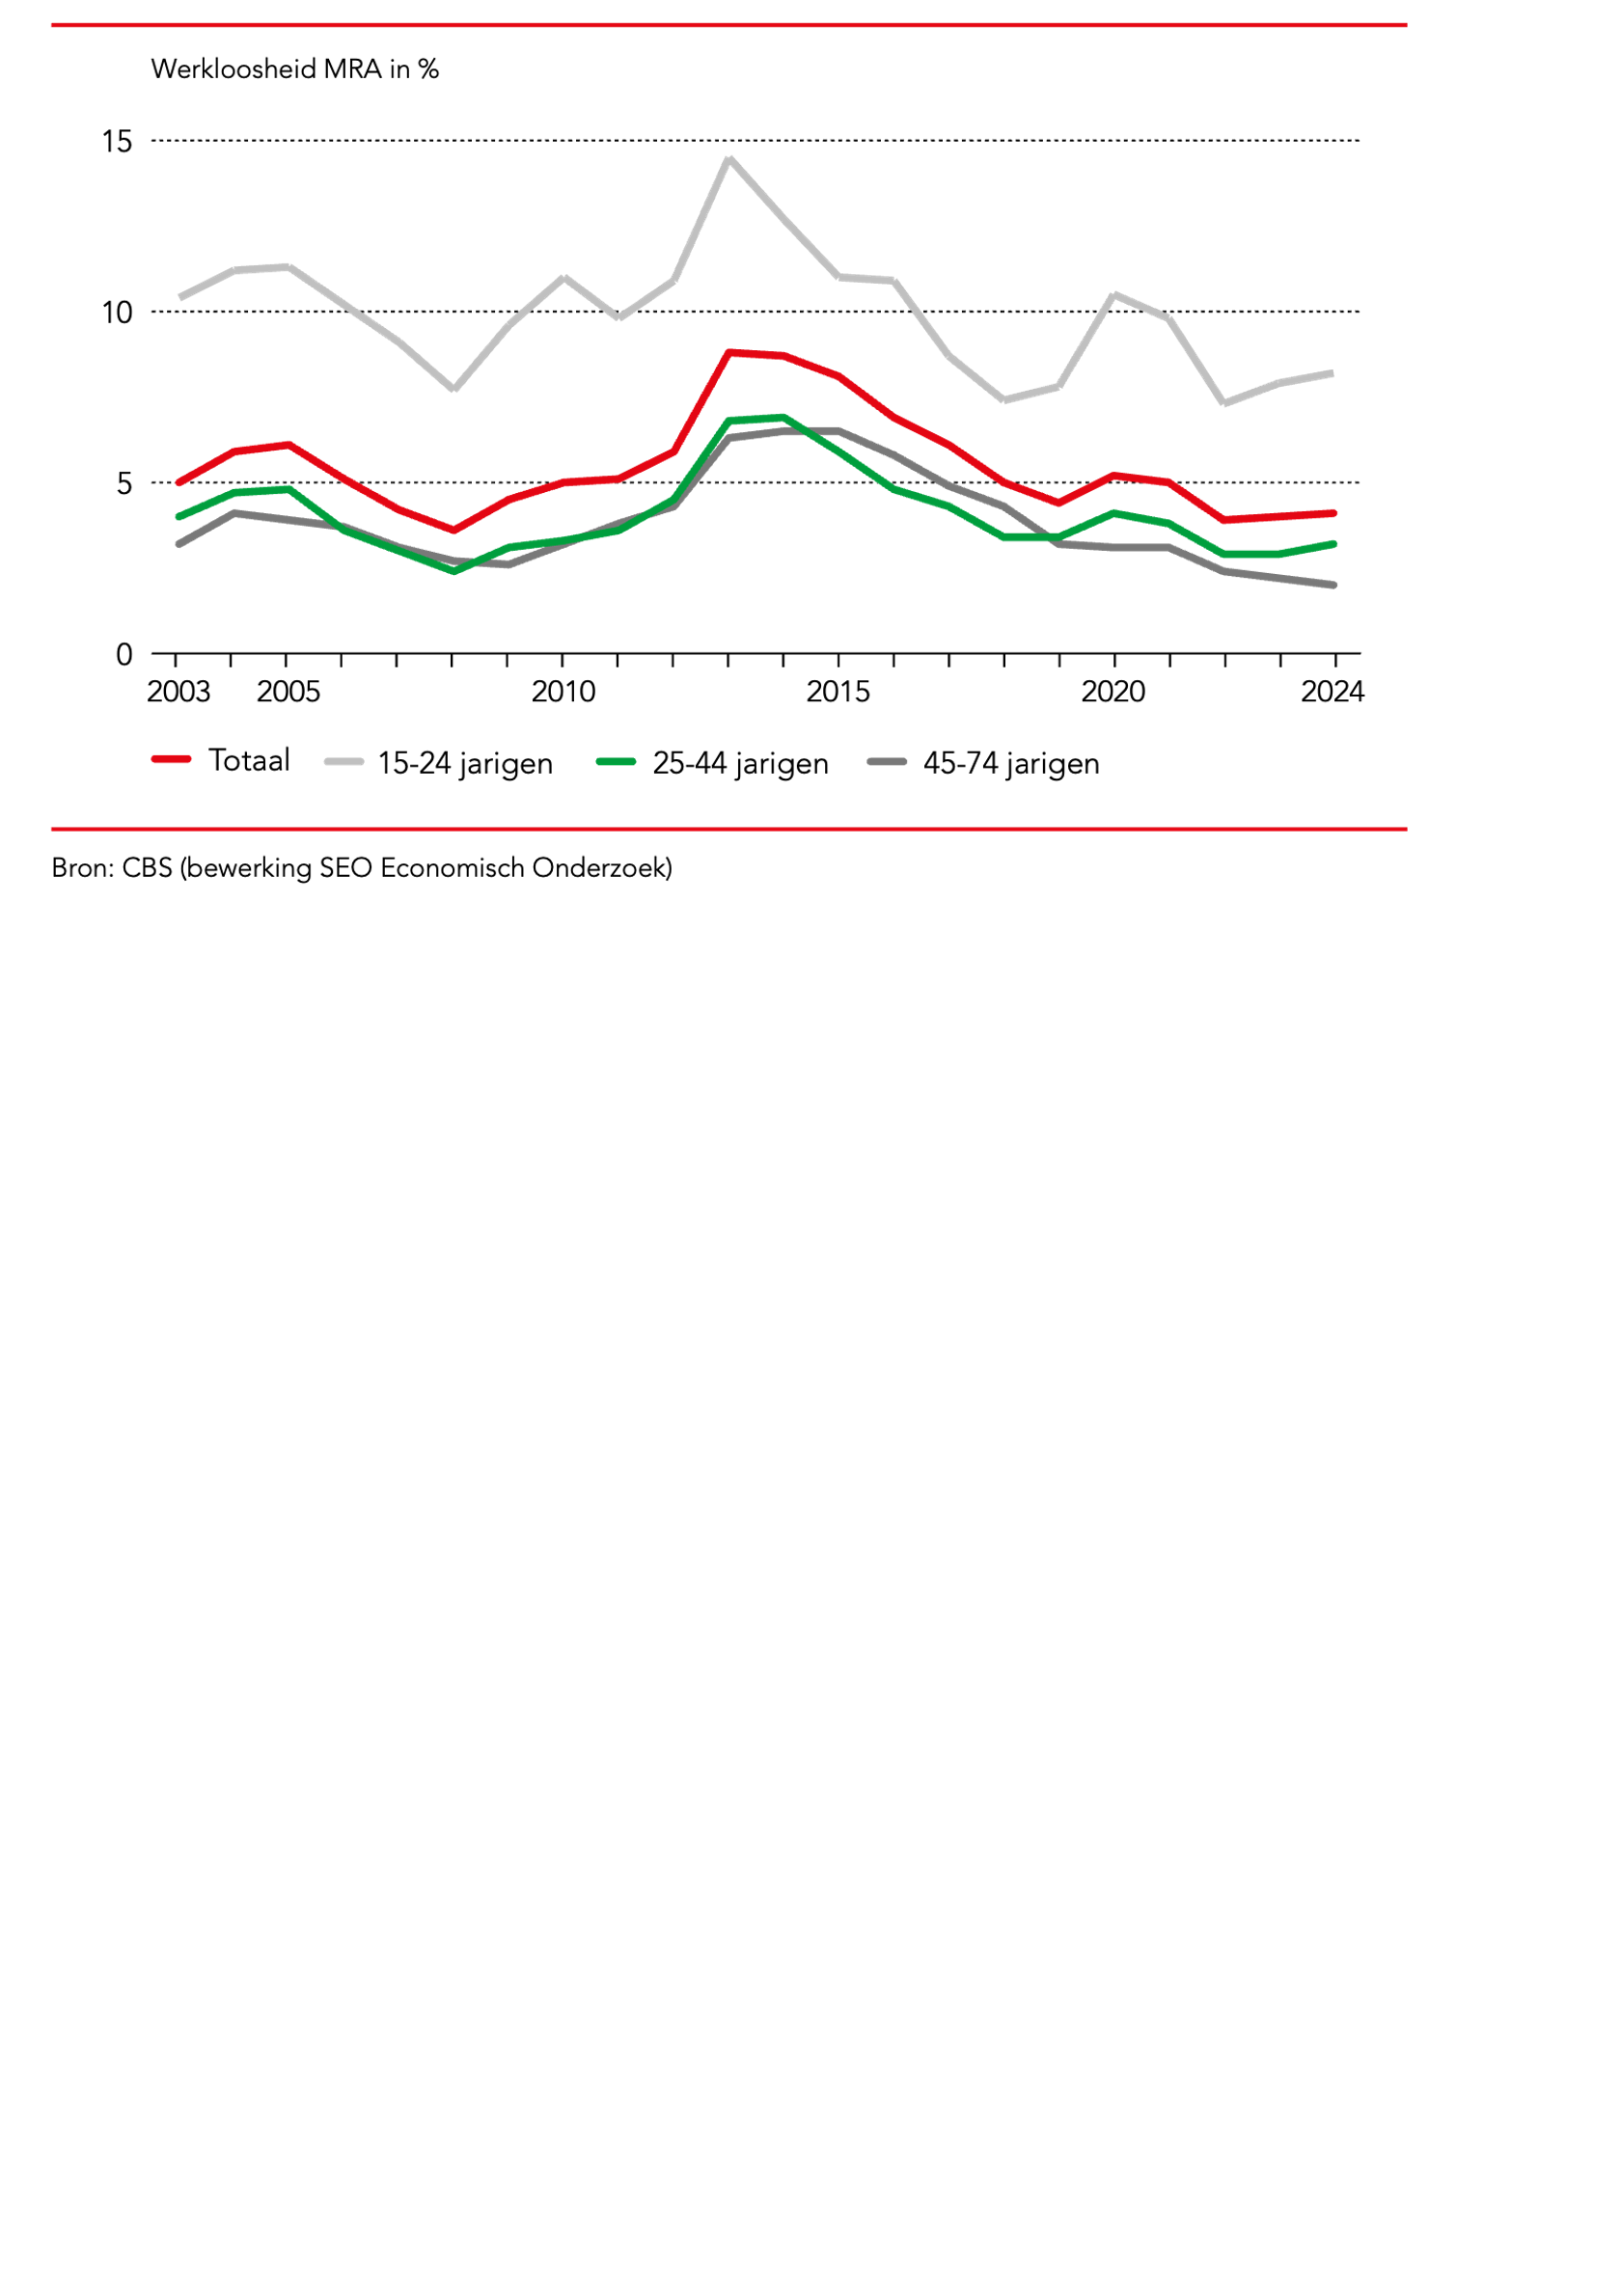 Werkloosheid MRA in %
15
10
5
0
2003 2005 2010 2015 2020 2024
Totaal 15-24 jarigen 25-44 jarigen 45-74 jarigen
Bron: CBS (bewerking SEO Economisch Onderzoek)